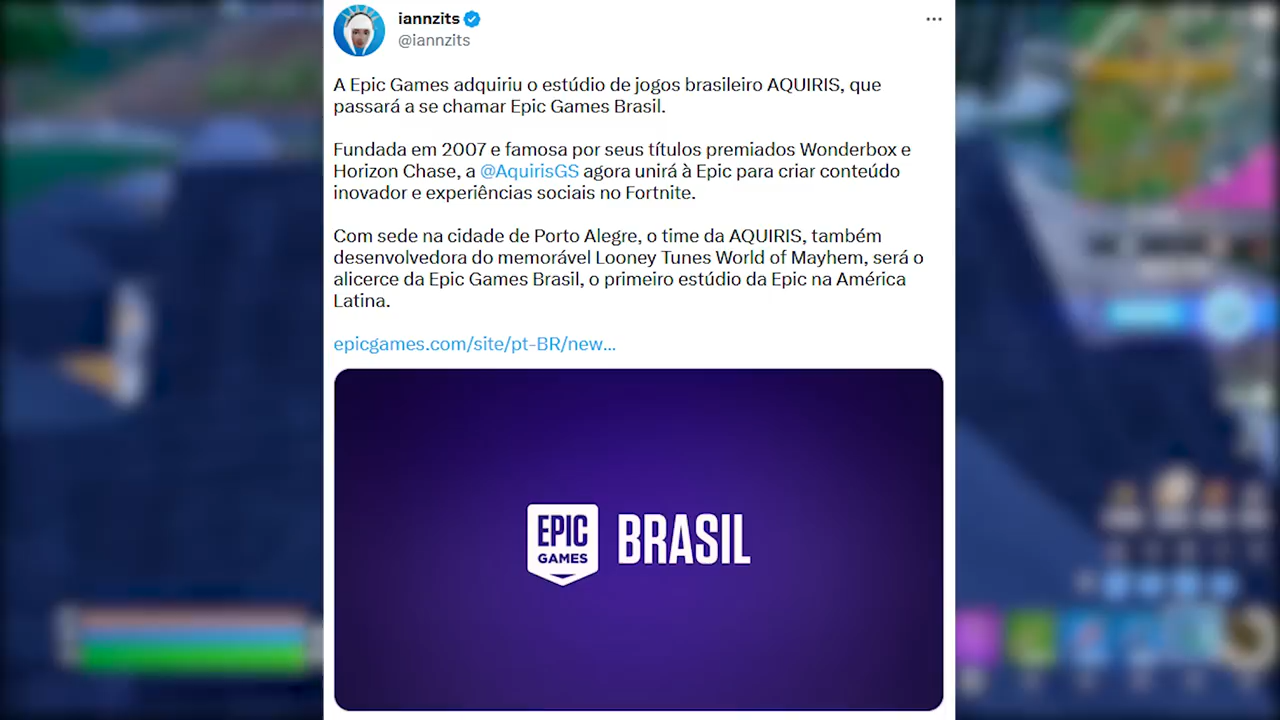 iannzits
@iannzits
A Epic Games adquiriu o estúdio de jogos brasileiro AQUIRIS, que
passará a se chamar Epic Games Brasil.
Fundada em 2007 e famosa por seus títulos premiados Wonderbox e
Horizon Chase, a @AquirisGS agora unirá à Epic para criar conteúdo
inovador e experiências sociais no Fortnite.
Com sede na cidade de Porto Alegre, o time da AQUIRIS, também
desenvolvedora do memorável Looney Tunes World of Mayhem, será o
alicerce da Epic Games Brasil, o primeiro estúdio da Epic na América
Latina.
epicgames.com/site/pt-BR/new...
EPIC
GAMES
BRASIL